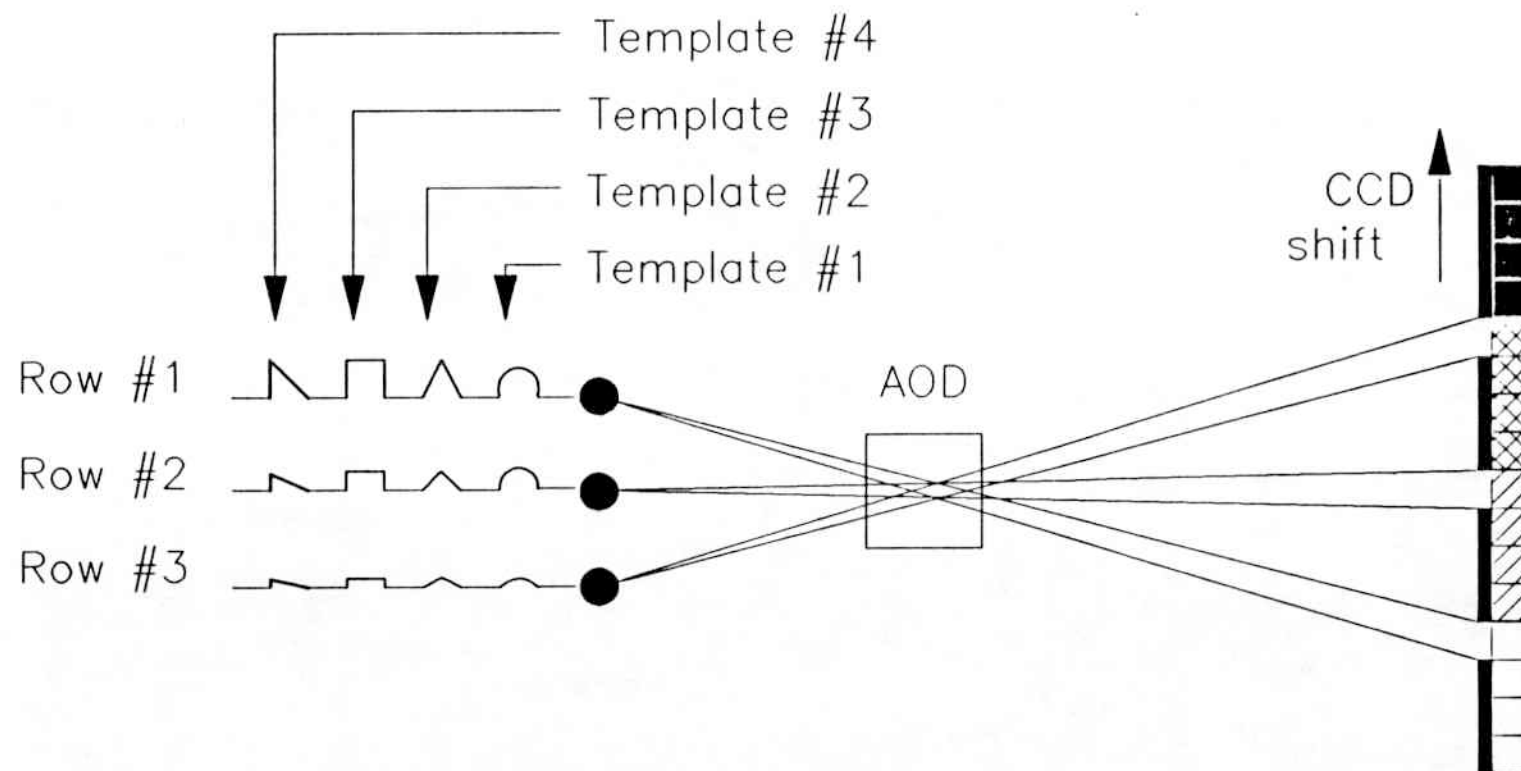 Template #4
Template #3
Template #2
Template #1
CCD
shift
Row #1
AOD
Row #2
Row #3